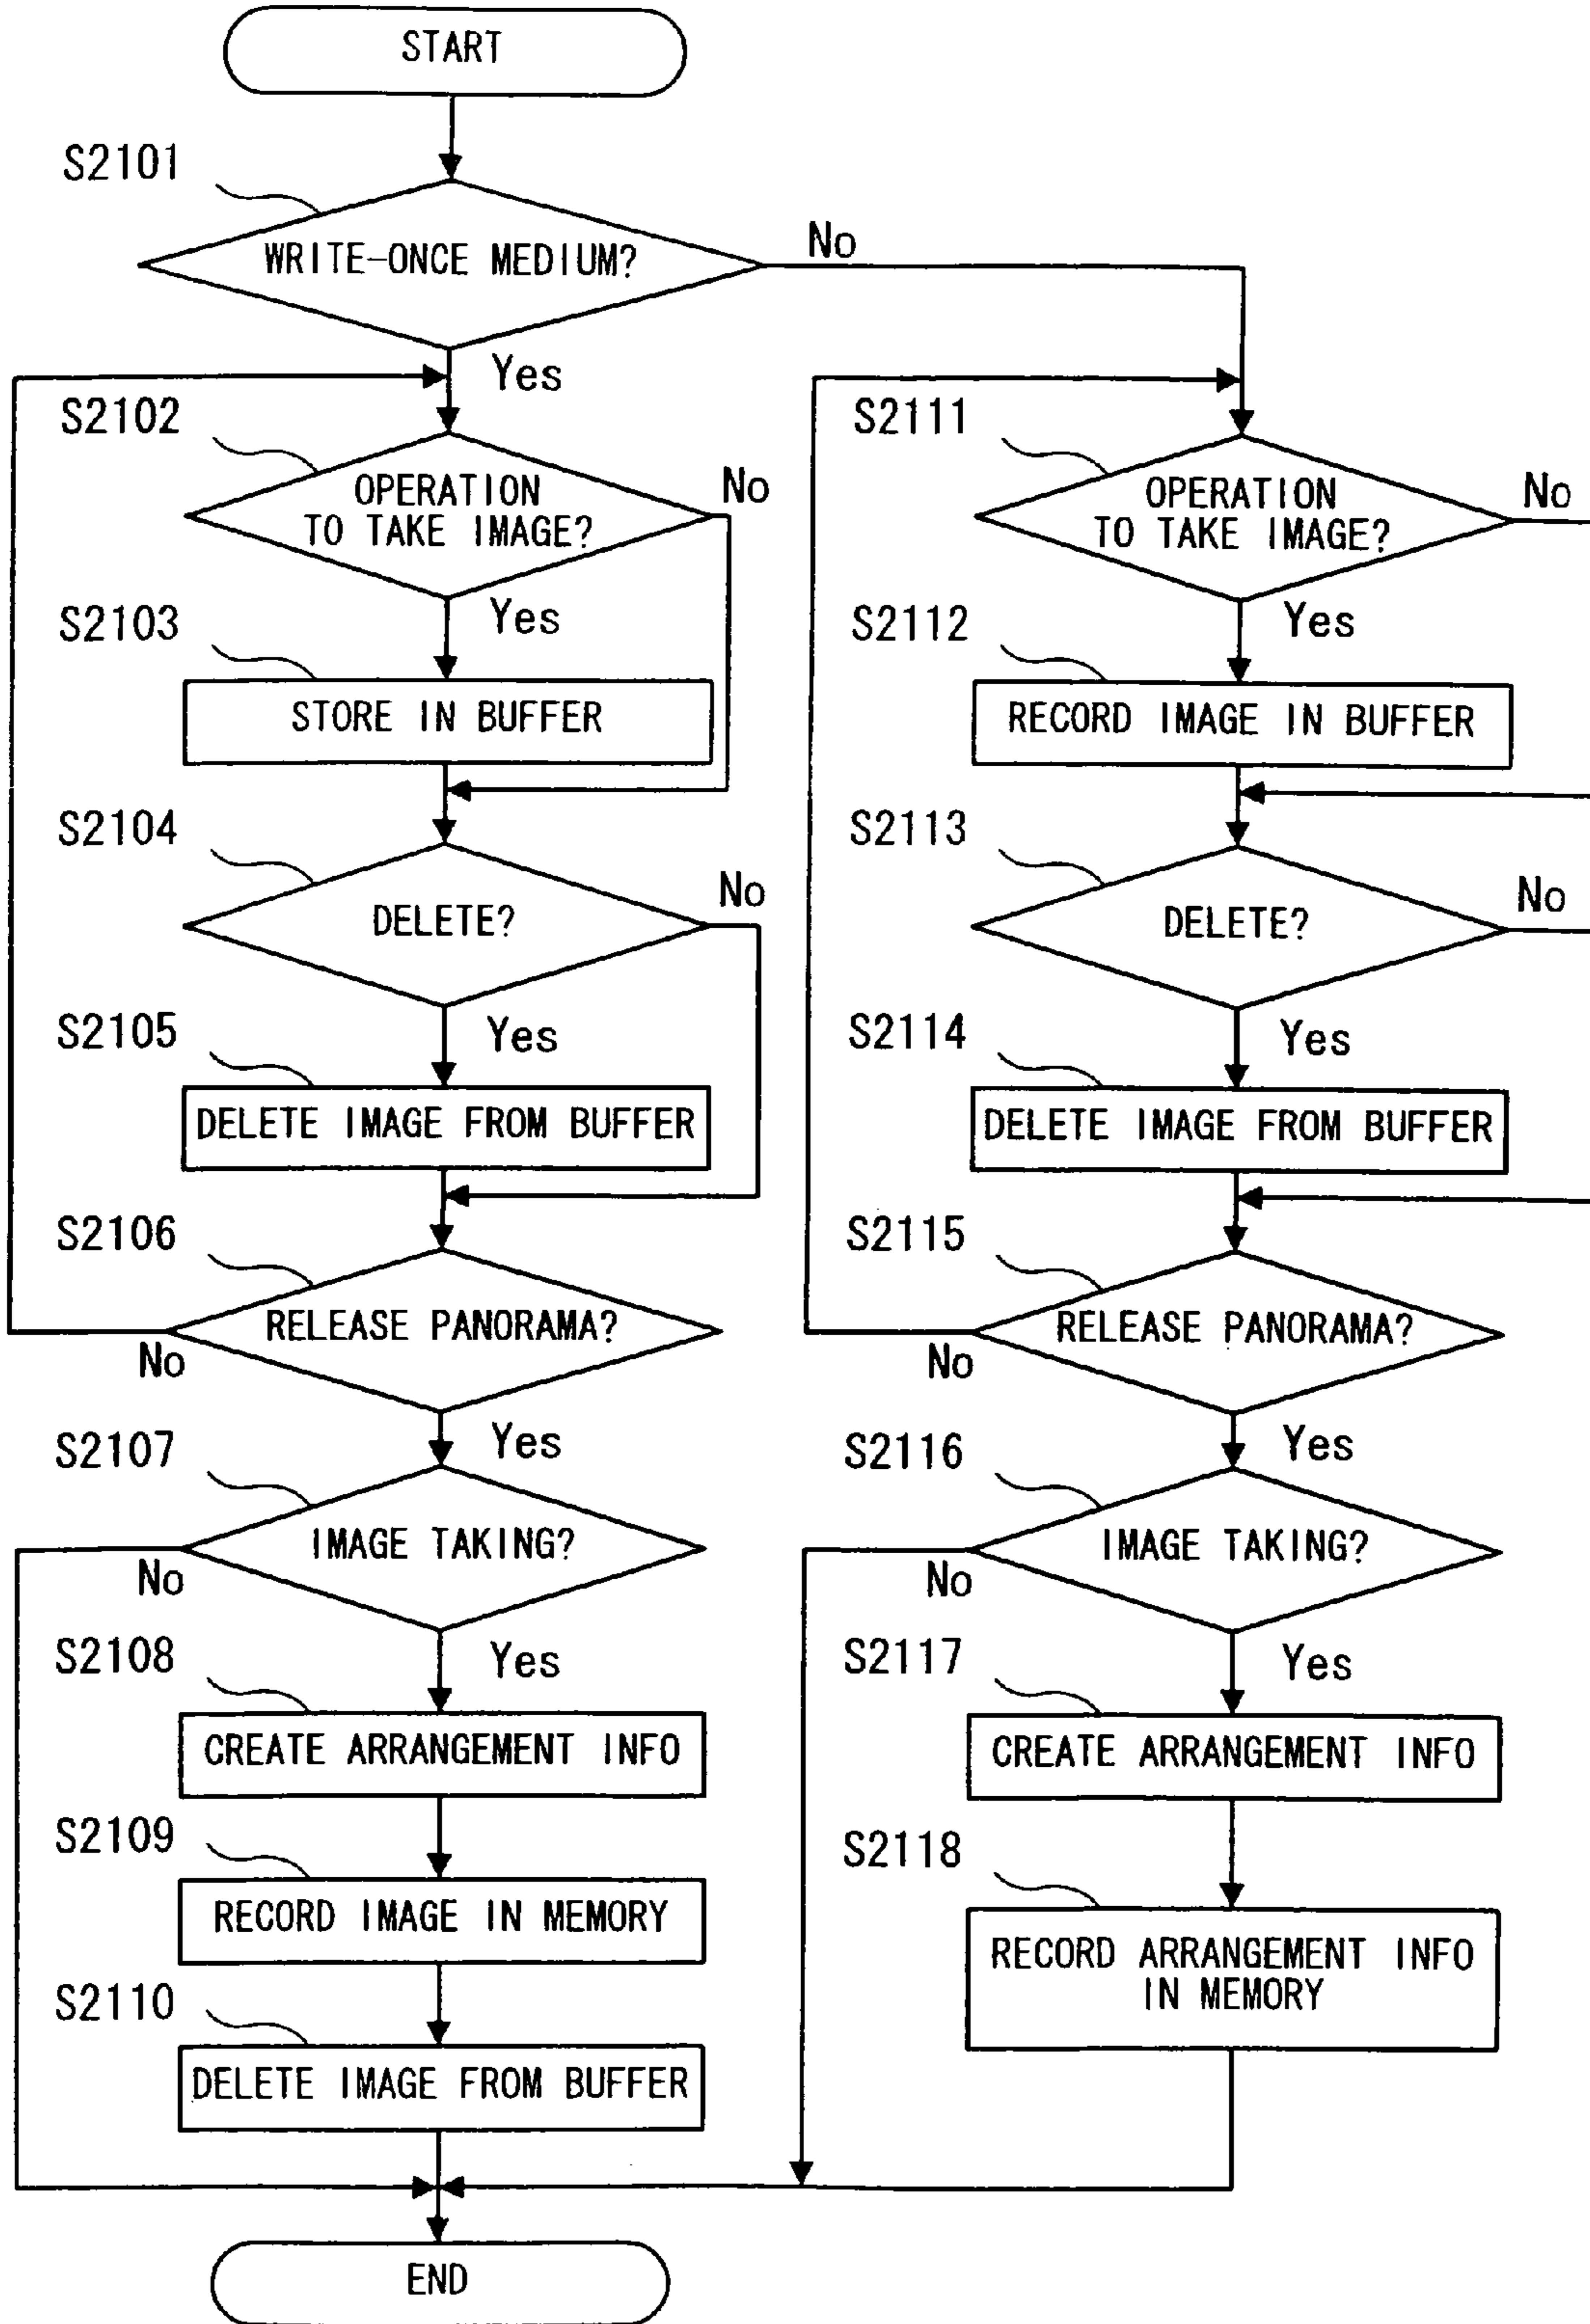 START
S2101
WRITE-ONCE MEDIUM?
No
Yes
S2102
OPERATION
TO TAKE IMAGE?
No
Yes
S2103
STORE IN BUFFER
S2104
DELETE?
No
Yes
S2105
DELETE IMAGE FROM BUFFER
S2106
RELEASE PANORAMA?
No
Yes
S2107
IMAGE TAKING?
No
Yes
S2108
CREATE ARRANGEMENT INFO
S2109
RECORD IMAGE IN MEMORY
S2110
DELETE IMAGE FROM BUFFER
S2111
OPERATION
TO TAKE IMAGE?
No
Yes
S2112
RECORD IMAGE IN BUFFER
S2113
DELETE?
No
Yes
S2114
DELETE IMAGE FROM BUFFER
S2115
RELEASE PANORAMA?
No
Yes
S2116
IMAGE TAKING?
No
Yes
S2117
CREATE ARRANGEMENT INFO
S2118
RECORD ARRANGEMENT INFO
IN MEMORY
END